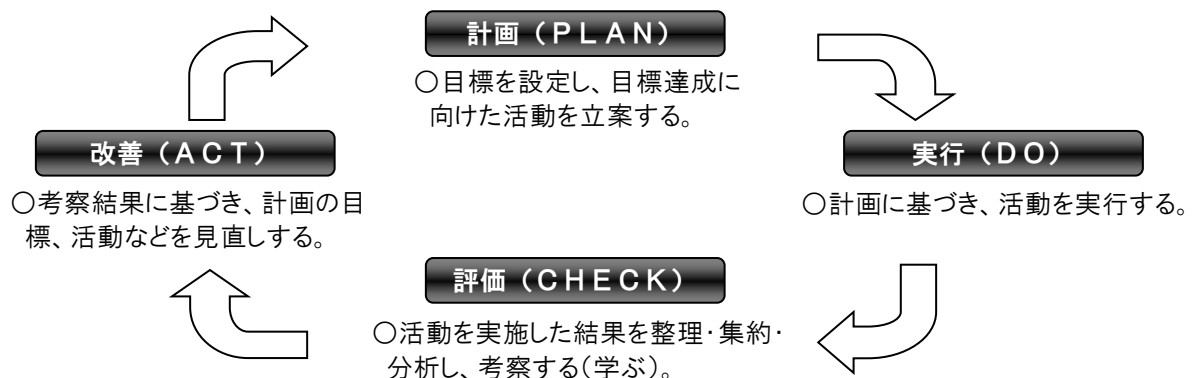 計画（ＰＬＡＮ）
○目標を設定し、目標達成に
向けた活動を立案する。
実行（ＤＯ）
○計画に基づき、活動を実行する。
評価（ＣＨＥＣＫ）
○活動を実施した結果を整理・集約・
分析し、考察する（学ぶ）。
改善（ＡＣＴ）
○考察結果に基づき、計画の目
標、活動などを見直しする。